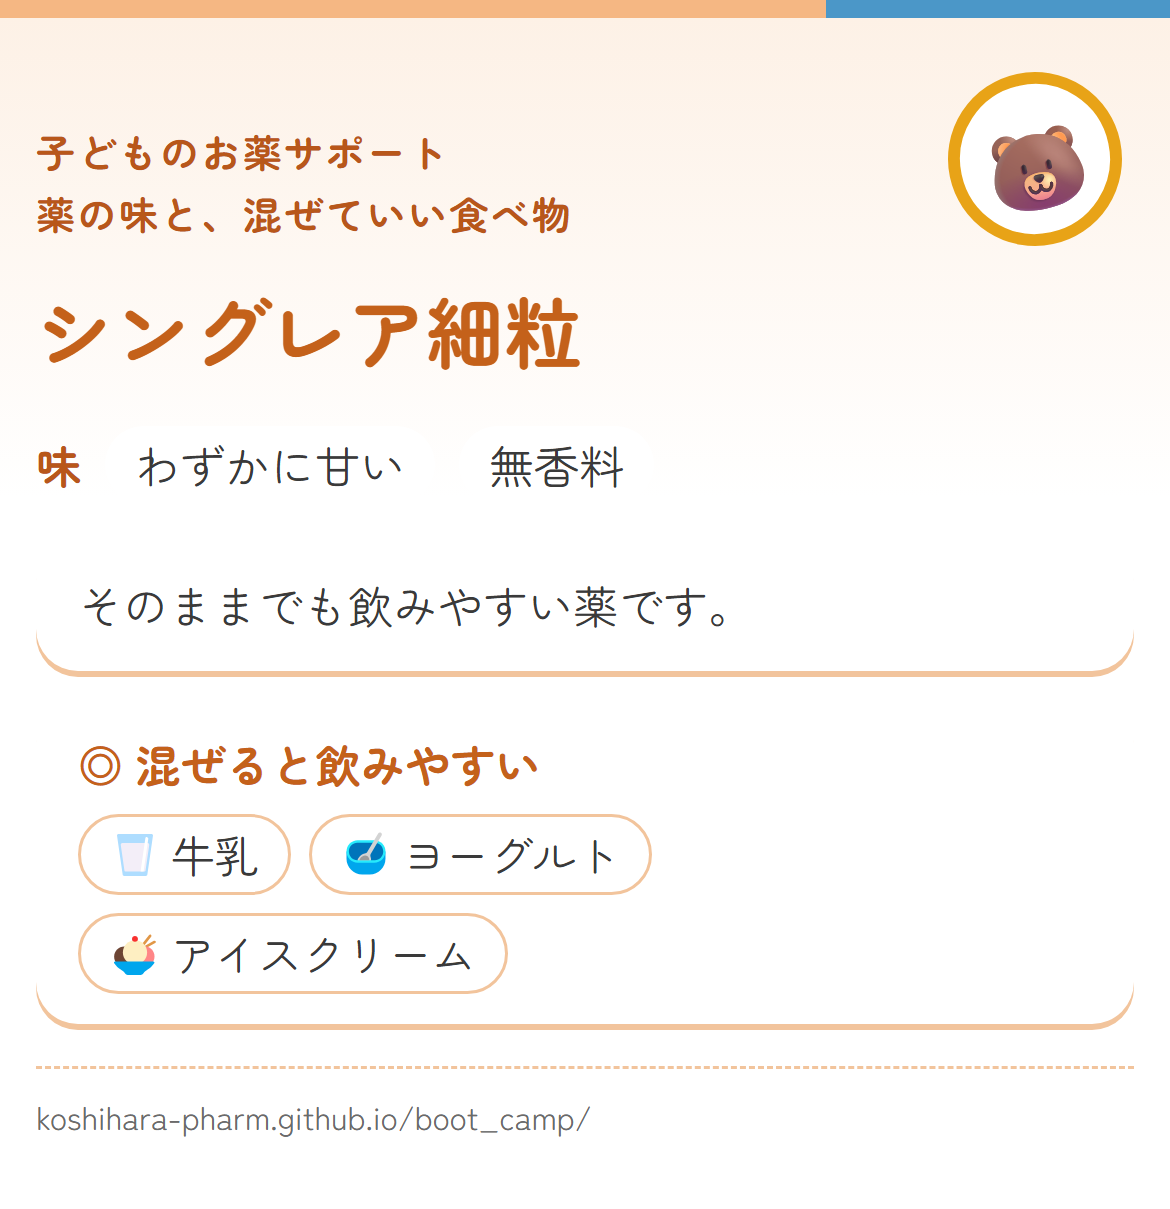 子どものお薬サポート
薬の味と、混ぜていい食べ物
シングレア細粒
味 わずかに甘い 無香料
そのままでも飲みやすい薬です。
◎ 混ぜると飲みやすい
牛乳 ヨーグルト
アイスクリーム
koshihara-pharm.github.io/boot_camp/